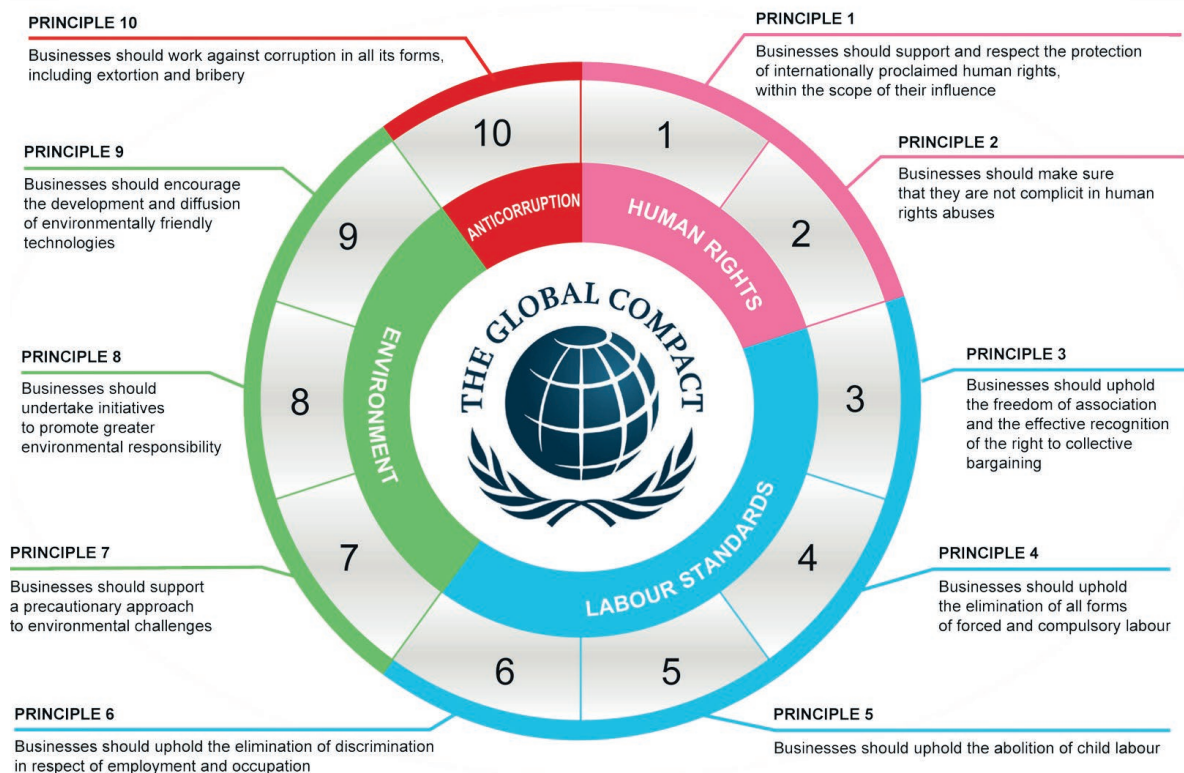 PRINCIPLE 10
Businesses should work against corruption in all its forms,
including extortion and bribery
PRINCIPLE 1
Businesses should support and respect the protection
of internationally proclaimed human rights,
within the scope of their influence
PRINCIPLE 9
Businesses should encourage
the development and diffusion
of environmentally friendly
technologies
PRINCIPLE 2
Businesses should make sure
that they are not complicit in human
rights abuses
PRINCIPLE 8
Businesses should
undertake initiatives
to promote greater
environmental responsibility
PRINCIPLE 3
Businesses should uphold
the freedom of association
and the effective recognition
of the right to collective
bargaining
PRINCIPLE 7
Businesses should support
a precautionary approach
to environmental challenges
PRINCIPLE 4
Businesses should uphold
the elimination of all forms
of forced and compulsory labour
PRINCIPLE 6
Businesses should uphold the elimination of discrimination
in respect of employment and occupation
PRINCIPLE 5
Businesses should uphold the abolition of child labour
10
1
9
2
8
3
7
4
6
5
ANTICORRUPTION
HUMAN RIGHTS
ENVIRONMENT
LABOUR STANDARDS
THE GLOBAL COMPACT